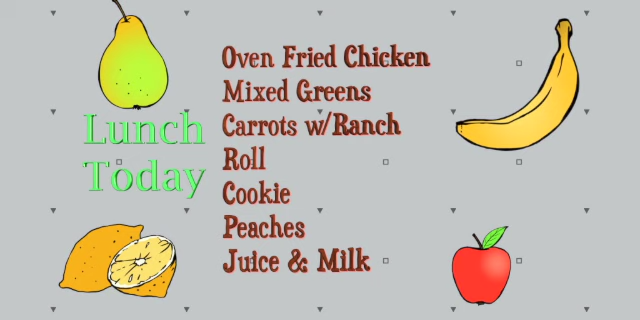 Lunch
Today
Oven Fried Chicken
Mixed Greens
Carrots w/Ranch
Roll
Cookie
Peaches
Juice & Milk